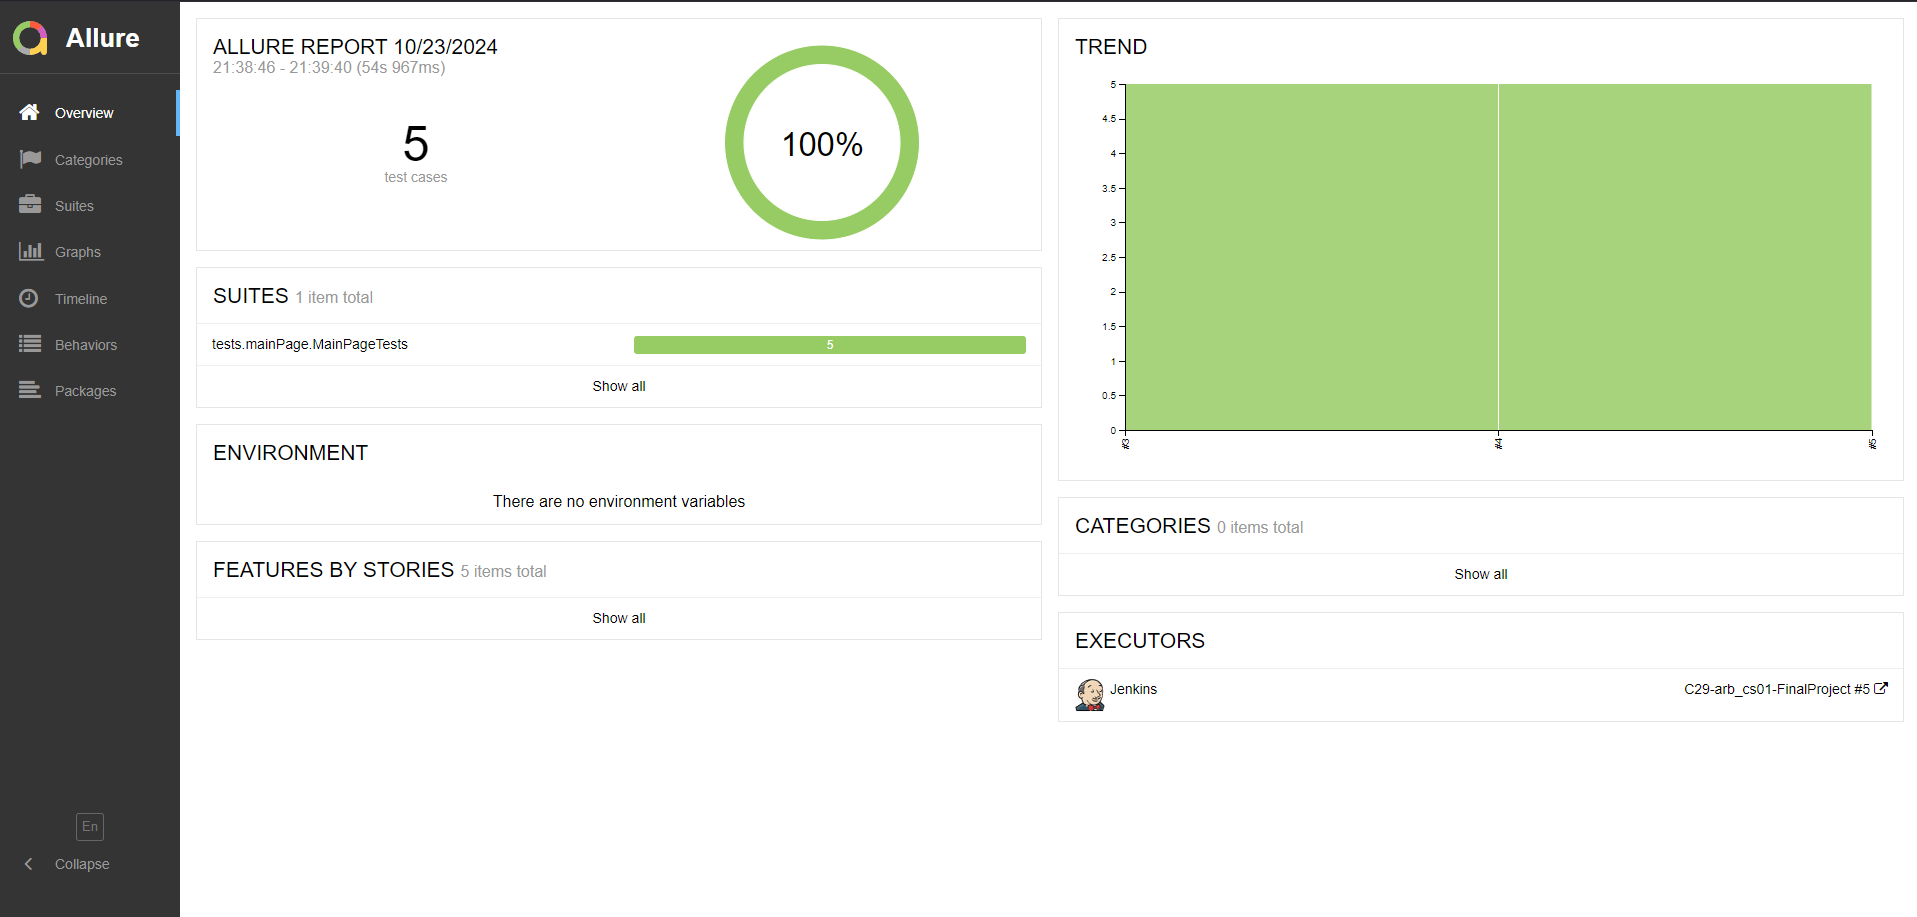 Allure
Overview
Categories
Suites
Graphs
Timeline
Behaviors
Packages
En
Collapse
ALLURE REPORT 10/23/2024
21:38:46 - 21:39:40 (54s 967ms)
5
test cases
100%
SUITES 1 item total
tests.mainPage.MainPageTests 5
Show all
ENVIRONMENT
There are no environment variables
FEATURES BY STORIES 5 items total
Show all
TREND
5
4.5
4
3.5
3
2.5
2
1.5
1
0.5
0
#3 #4 #5
CATEGORIES 0 items total
Show all
EXECUTORS
Jenkins C29-arb_cs01-FinalProject #5